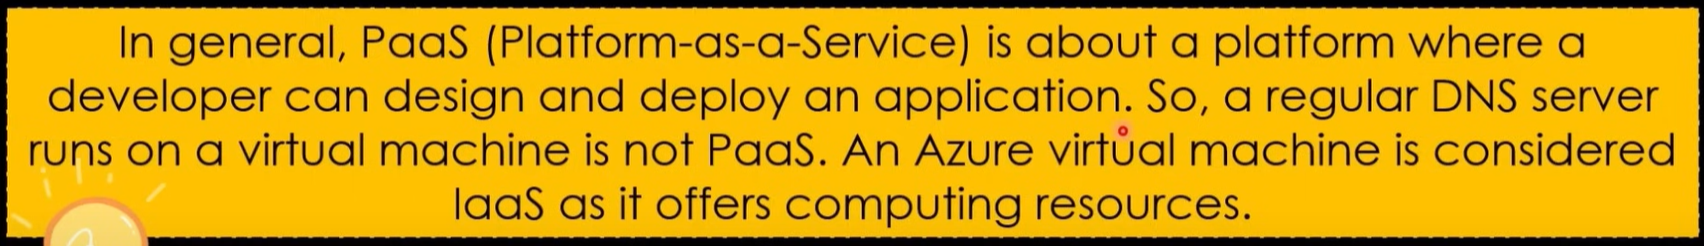 In general, PaaS (Platform-as-a-Service) is about a platform where a
developer can design and deploy an application. So, a regular DNS server
runs on a virtual machine is not PaaS. An Azure virtual machine is considered
IaaS as it offers computing resources.